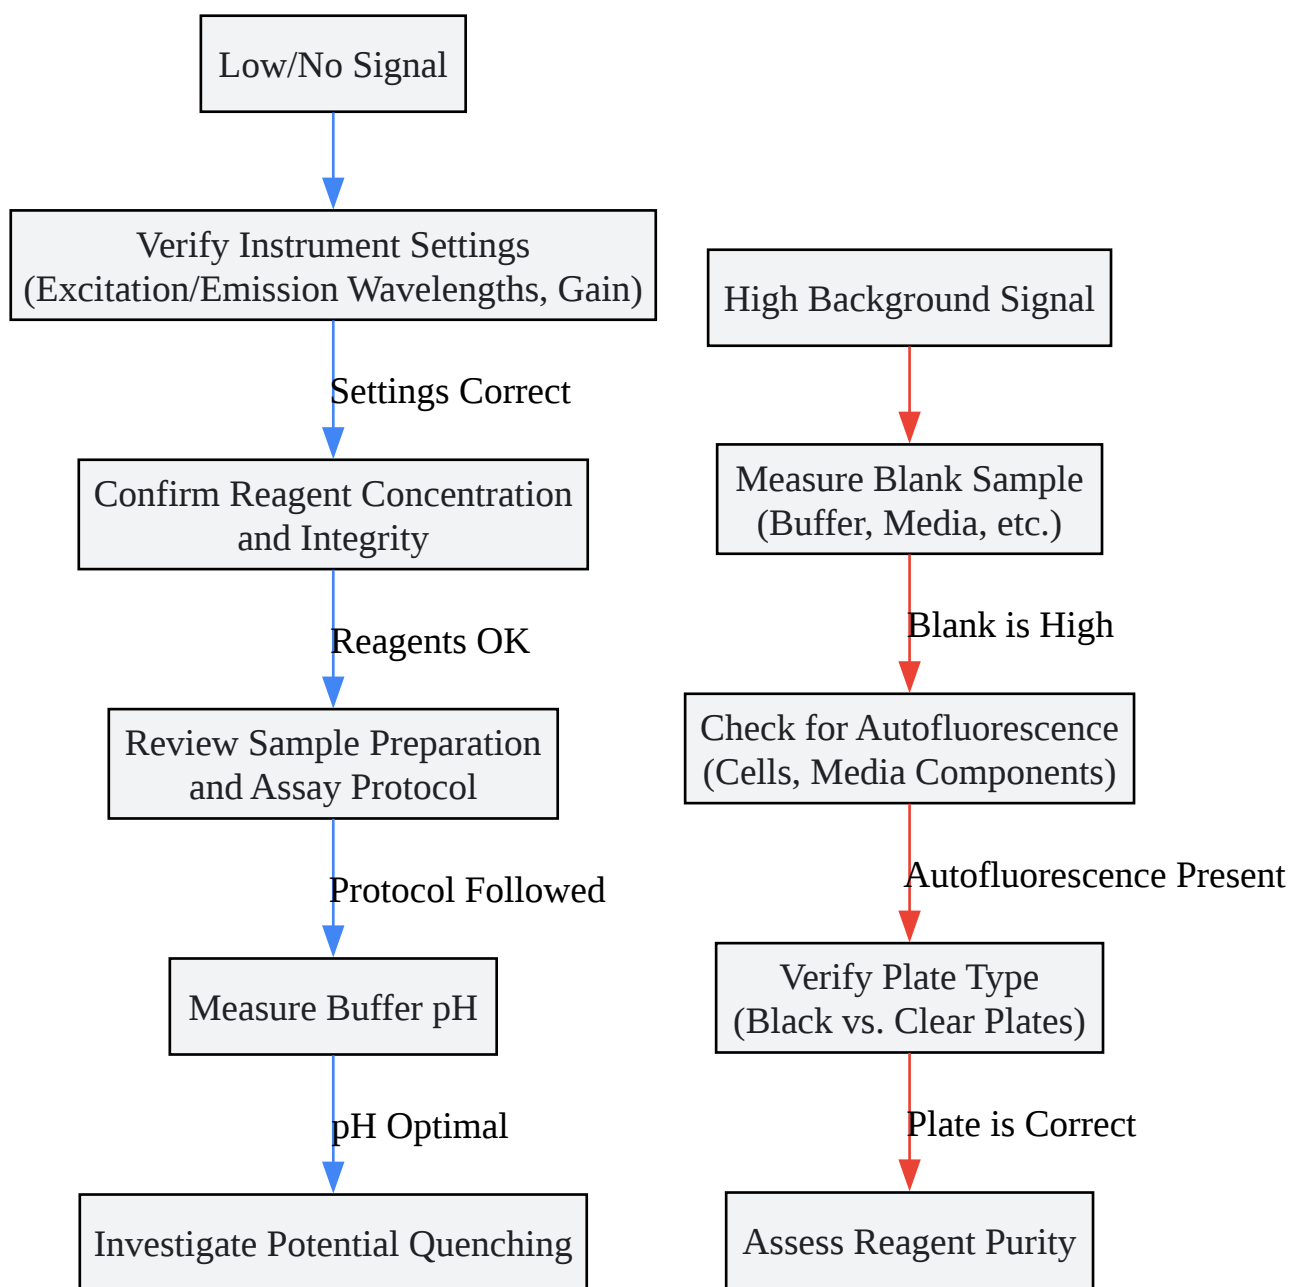 Low/No Signal
Verify Instrument Settings
(Excitation/Emission Wavelengths, Gain)
Settings Correct
Confirm Reagent Concentration
and Integrity
Reagents OK
Review Sample Preparation
and Assay Protocol
Protocol Followed
Measure Buffer pH
pH Optimal
Investigate Potential Quenching
High Background Signal
Measure Blank Sample
(Buffer, Media, etc.)
Blank is High
Check for Autofluorescence
(Cells, Media Components)
Autofluorescence Present
Verify Plate Type
(Black vs. Clear Plates)
Plate is Correct
Assess Reagent Purity